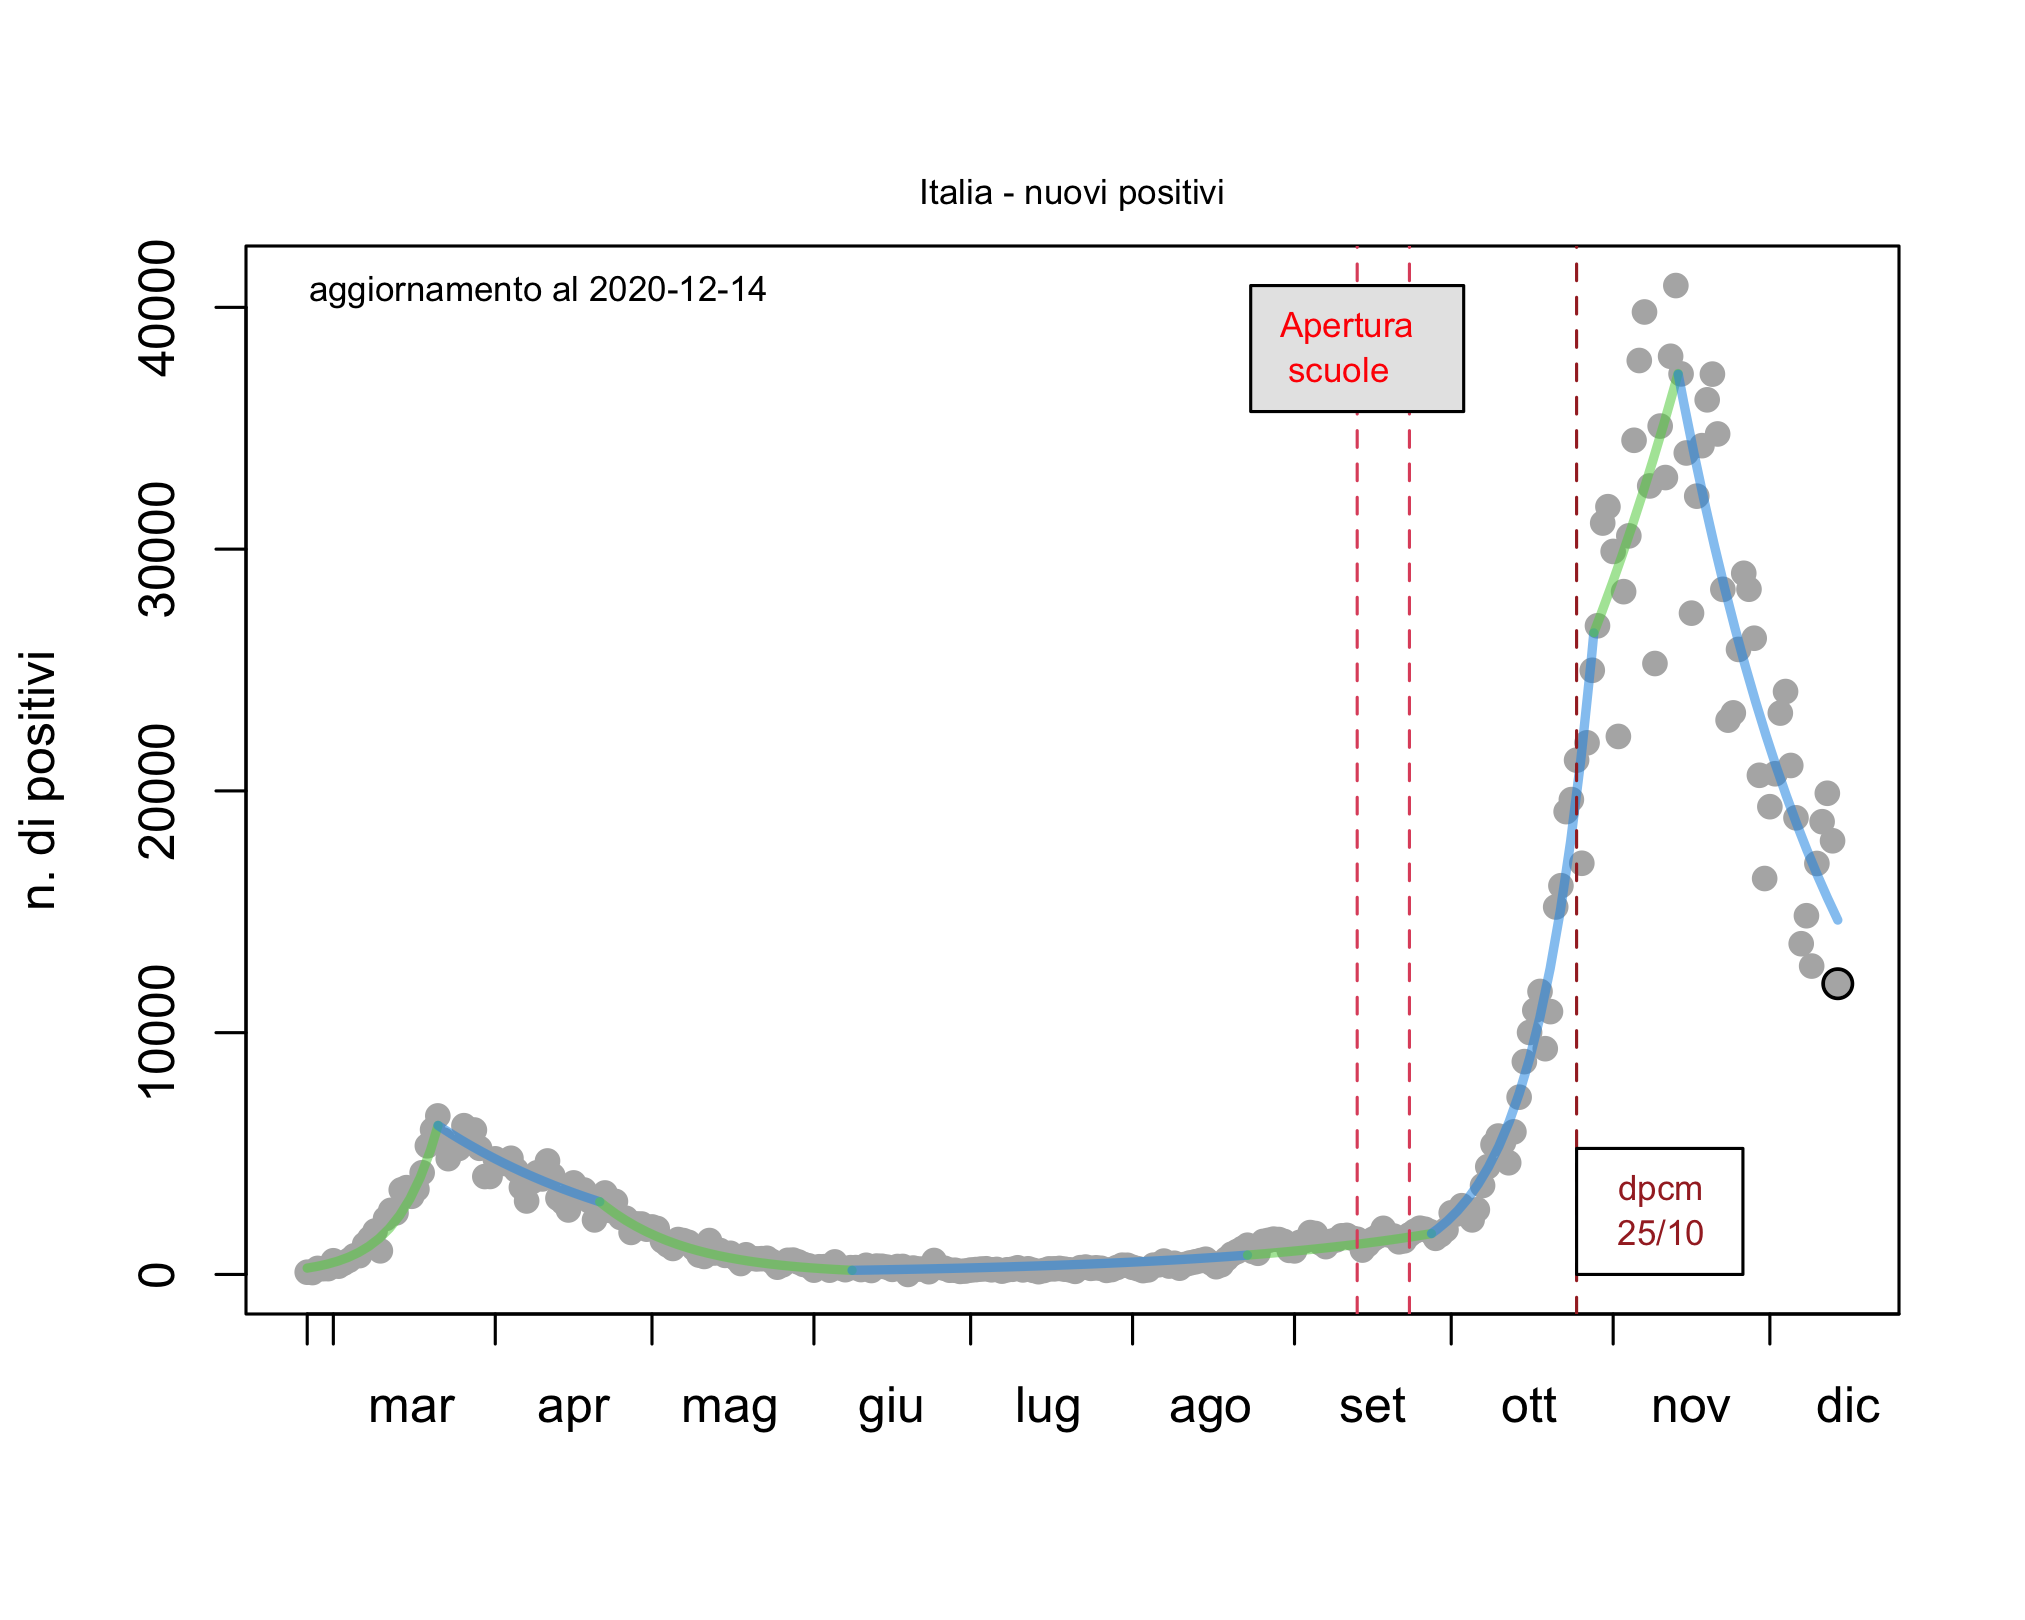 Italia - nuovi positivi
aggiornamento al 2020-12-14
Apertura
scuole
dpcm
25/10
n. di positivi
40000
30000
20000
10000
0
mar apr mag giu lug ago set ott nov dic